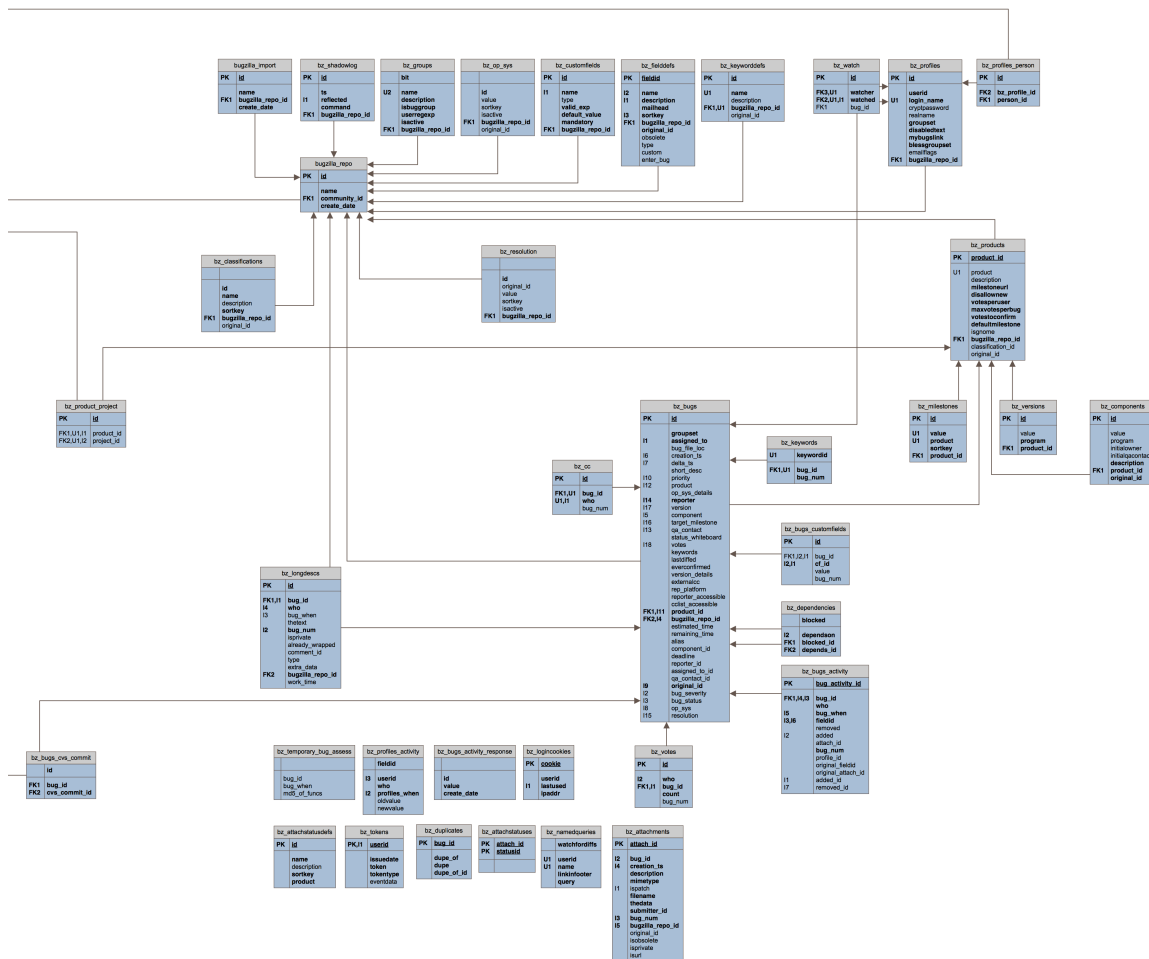 bugzilla_import
PK id
name
bugzilla_repo_id
FK1 create_date
bz_shadowlog
PK id
ts
I1 reflected
command
FK1 bugzilla_repo_id
bz_groups
bit
U2 name
description
isbuggroup
userregexp
isactive
FK1 bugzilla_repo_id
bz_op_sys
id
value
sortkey
isactive
FK1 bugzilla_repo_id
original_id
bz_customfields
PK id
I1 name
type
valid_exp
default_value
mandatory
FK1 bugzilla_repo_id
bz_fielddefs
PK fieldid
I2 name
I1 description
mailhead
I3 sortkey
FK1 bugzilla_repo_id
original_id
obsolete
type
custom
enter_bug
bz_keyworddefs
PK id
U1 name
description
FK1,U1 bugzilla_repo_id
original_id
bz_watch
PK id
FK3,U1 watcher
FK2,U1,I1 watched
FK1 bug_id
bz_profiles
PK id
userid
U1 login_name
cryptpassword
realname
groupset
disabledtext
mybugslink
blessgroupset
emailflags
FK1 bugzilla_repo_id
bz_profiles_person
PK id
FK2 bz_profile_id
FK1 person_id
bugzilla_repo
PK id
name
FK1 community_id
create_date
bz_classifications
id
name
description
sortkey
FK1 bugzilla_repo_id
original_id
bz_resolution
id
original_id
value
sortkey
isactive
FK1 bugzilla_repo_id
bz_products
PK product_id
U1 product
description
milestoneurl
disallownew
votesperuser
maxvotesperbug
votestoconfirm
defaultmilestone
isgnome
FK1 bugzilla_repo_id
classification_id
original_id
bz_product_project
PK id
FK1,U1,I1 product_id
FK2,U1,I2 project_id
bz_bugs
PK id
groupset
I1 assigned_to
bug_file_loc
I6 creation_ts
I7 delta_ts
short_desc
I10 priority
I12 product
op_sys_details
I14 reporter
I17 version
I5 component
I16 target_milestone
I13 qa_contact
status_whiteboard
I18 votes
keywords
lastdiffed
everconfirmed
version_details
externalcc
rep_platform
reporter_accessible
cclist_accessible
FK1,I11 product_id
FK2,I4 bugzilla_repo_id
estimated_time
remaining_time
alias
component_id
deadline
reporter_id
assigned_to_id
qa_contact_id
I9 original_id
I2 bug_severity
I3 bug_status
I8 op_sys
I15 resolution
bz_milestones
PK id
U1 value
U1 product
sortkey
FK1 product_id
bz_versions
PK id
value
program
FK1 product_id
bz_components
PK id
value
program
initialowner
initialqacontac
description
FK1 product_id
original_id
bz_keywords
U1 keywordid
FK1,U1 bug_id
bug_num
bz_cc
PK id
FK1,U1 bug_id
U1,I1 who
bug_num
bz_bugs_customfields
PK id
FK1,I2,I1 bug_id
I2,I1 cf_id
value
bug_num
bz_longdescs
PK id
FK1,I1 bug_id
I4 who
I3 bug_when
thetext
I2 bug_num
isprivate
already_wrapped
comment_id
type
extra_data
FK2 bugzilla_repo_id
work_time
bz_dependencies
blocked
I2 dependson
FK1 blocked_id
FK2 depends_id
bz_bugs_activity
PK bug_activity_id
FK1,I4,I3 bug_id
who
I5 bug_when
I3,I6 fieldid
removed
I2 added
attach_id
bug_num
profile_id
original_fieldid
original_attach_id
I1 added_id
I7 removed_id
bz_bugs_cvs_commit
id
FK1 bug_id
FK2 cvs_commit_id
bz_temporary_bug_assess
bug_id
bug_when
md5_of_funcs
bz_profiles_activity
fieldid
I3 userid
who
I2 profiles_when
oldvalue
newvalue
bz_bugs_activity_response
id
value
create_date
bz_logincookies
PK cookie
userid
I1 lastused
ipaddr
bz_votes
PK id
I2 who
FK1,I1 bug_id
count
bug_num
bz_attachstatusdefs
PK id
name
description
sortkey
product
bz_tokens
PK,I1 userid
issuedate
token
tokentype
eventdata
bz_duplicates
PK bug_id
dupe_of
dupe
dupe_of_id
bz_attachstatuses
PK attach_id
PK statusid
bz_namedqueries
watchfordiffs
U1 userid
U1 name
linkinfooter
query
bz_attachments
PK attach_id
I2 bug_id
I4 creation_ts
description
mimetype
I1 ispatch
filename
thedata
submitter_id
I3 bug_num
I5 bugzilla_repo_id
original_id
isobsolete
isprivate
isurl